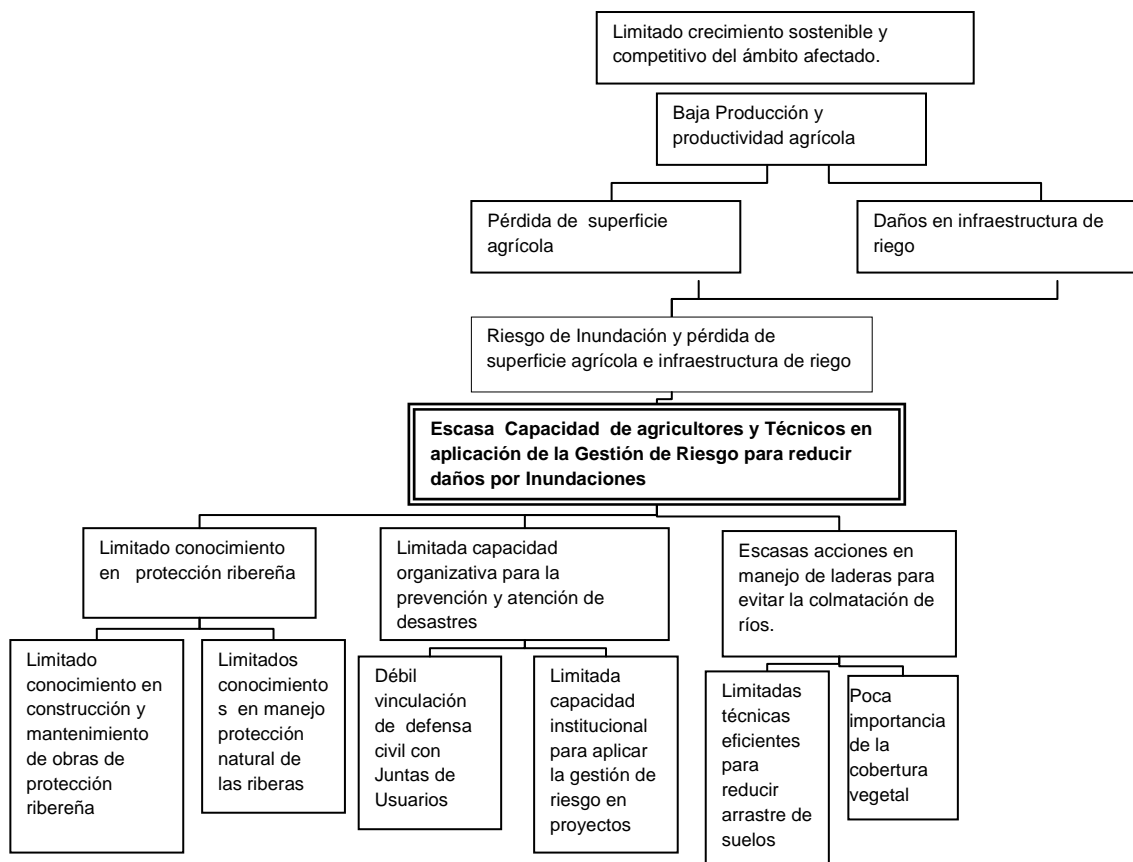 Limitado crecimiento sostenible y
competitivo del ámbito afectado.
Baja Producción y
productividad agrícola
Pérdida de superficie
agrícola
Daños en infraestructura de
riego
Riesgo de Inundación y pérdida de
superficie agrícola e infraestructura de riego
Escasa Capacidad de agricultores y Técnicos en
aplicación de la Gestión de Riesgo para reducir
daños por Inundaciones
Limitado conocimiento
en protección ribereña
Limitada capacidad
organizativa para la
prevención y atención de
desastres
Escasas acciones en
manejo de laderas para
evitar la colmatación de
ríos.
Limitado
conocimiento en
construcción y
mantenimiento
de obras de
protección
ribereña
Limitados
conocimiento
s en manejo
protección
natural de
las riberas
Débil
vinculación
de defensa
civil con
Juntas de
Usuarios
Limitada
capacidad
institucional
para aplicar
la gestión de
riesgo en
proyectos
Limitadas
técnicas
eficientes
para
reducir
arrastre de
suelos
Poca
importancia
de la
cobertura
vegetal